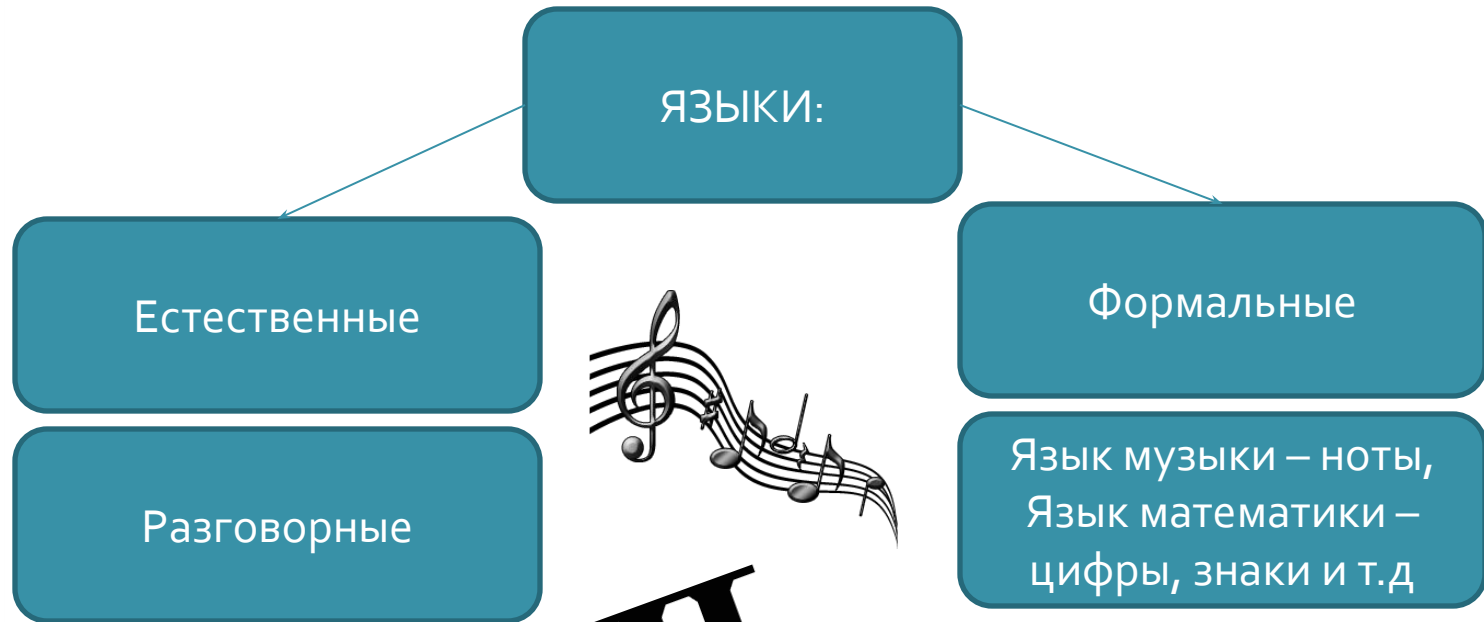 ЯЗЫКИ:
Естественные
Формальные
Разговорные
Язык музыки – ноты,
Язык математики –
цифры, знаки и т.д